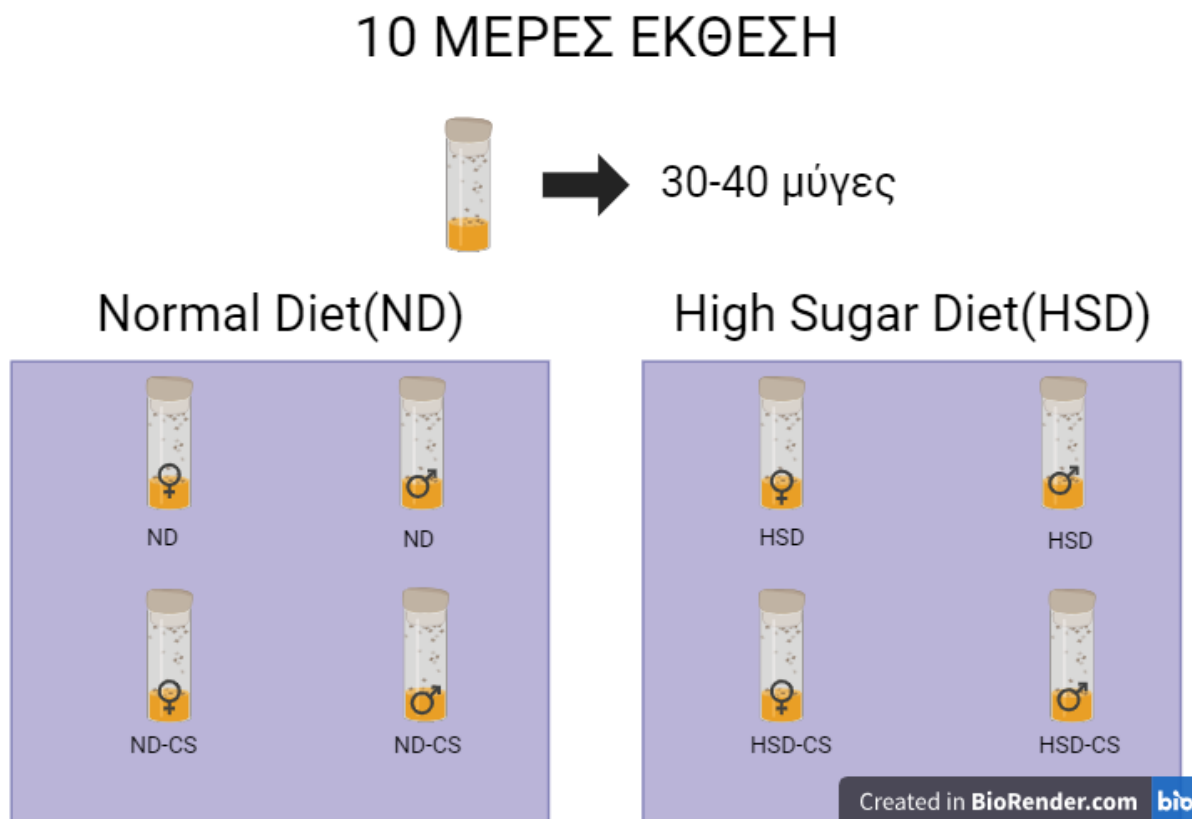 10 ΜΕΡΕΣ ΕΚΘΕΣΗ
30-40 μύγες
Normal Diet(ND)
High Sugar Diet(HSD)
ND
ND
HSD
HSD
ND-CS
ND-CS
HSD-CS
HSD-CS
Created in BioRender.com bio